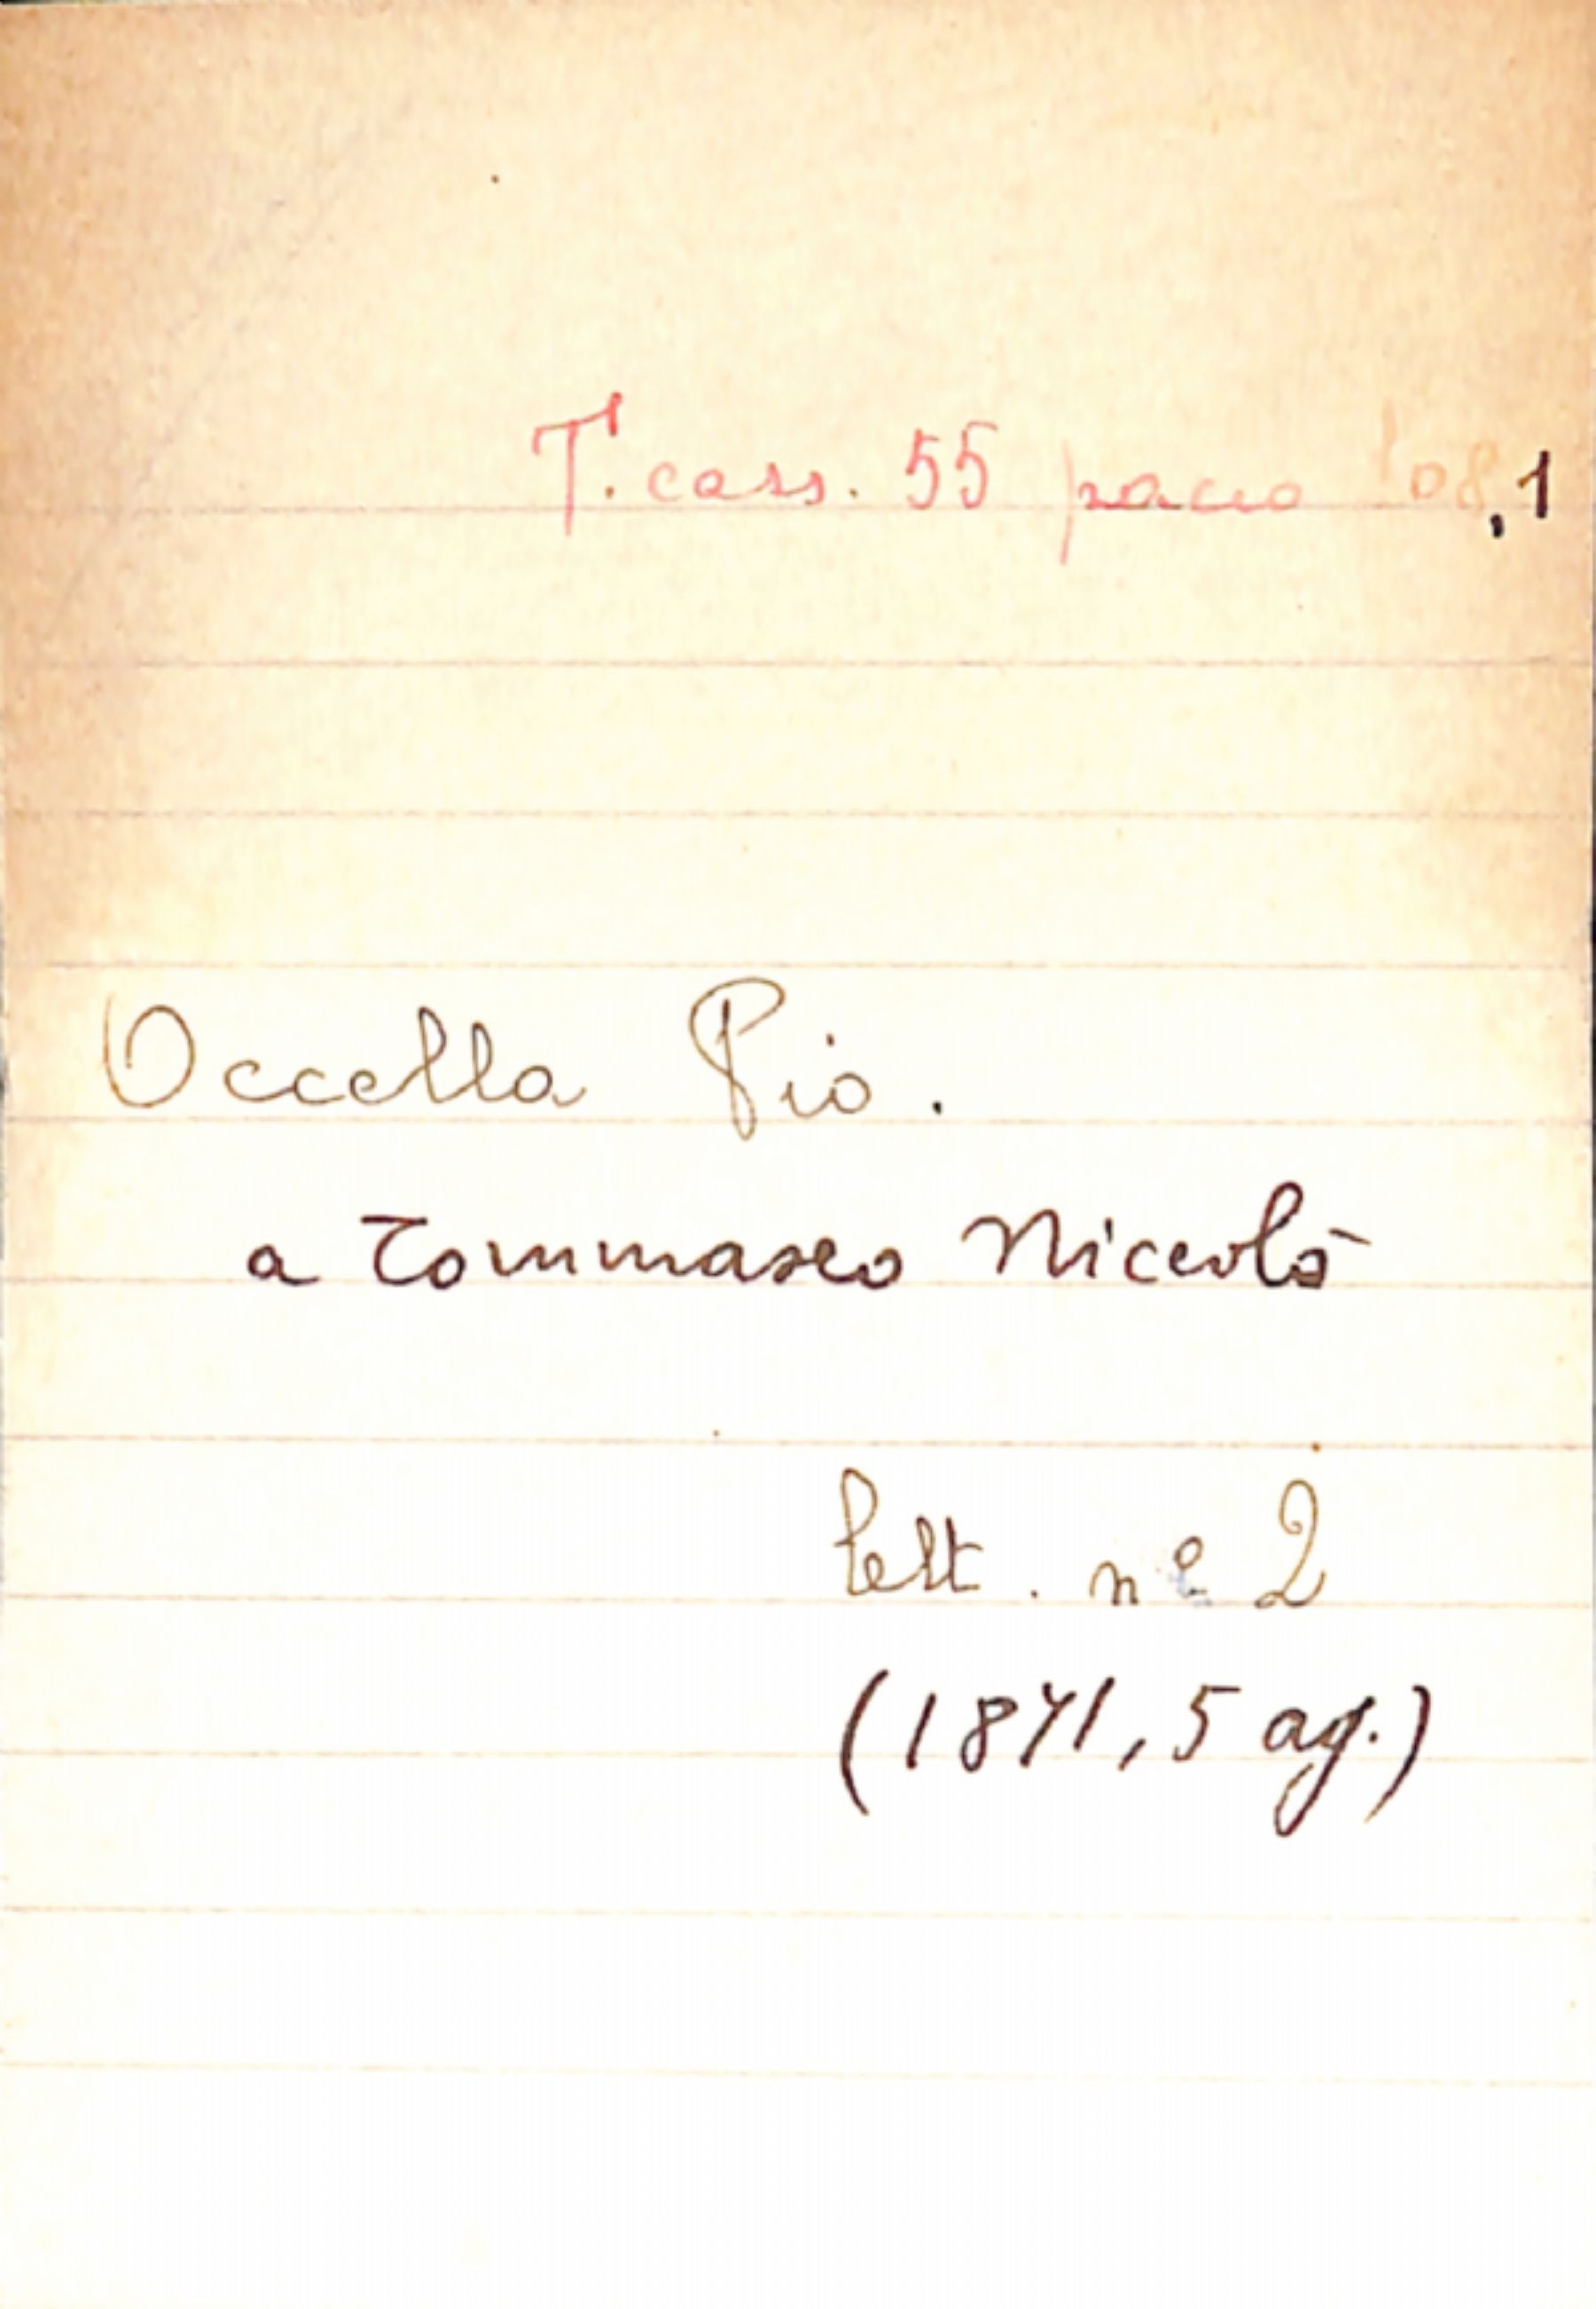 T. cass. 55 pacco 108,1
Occella Pio.
a Tommaseo Niccolò
lett. n° 2
(1871, 5 ag.)